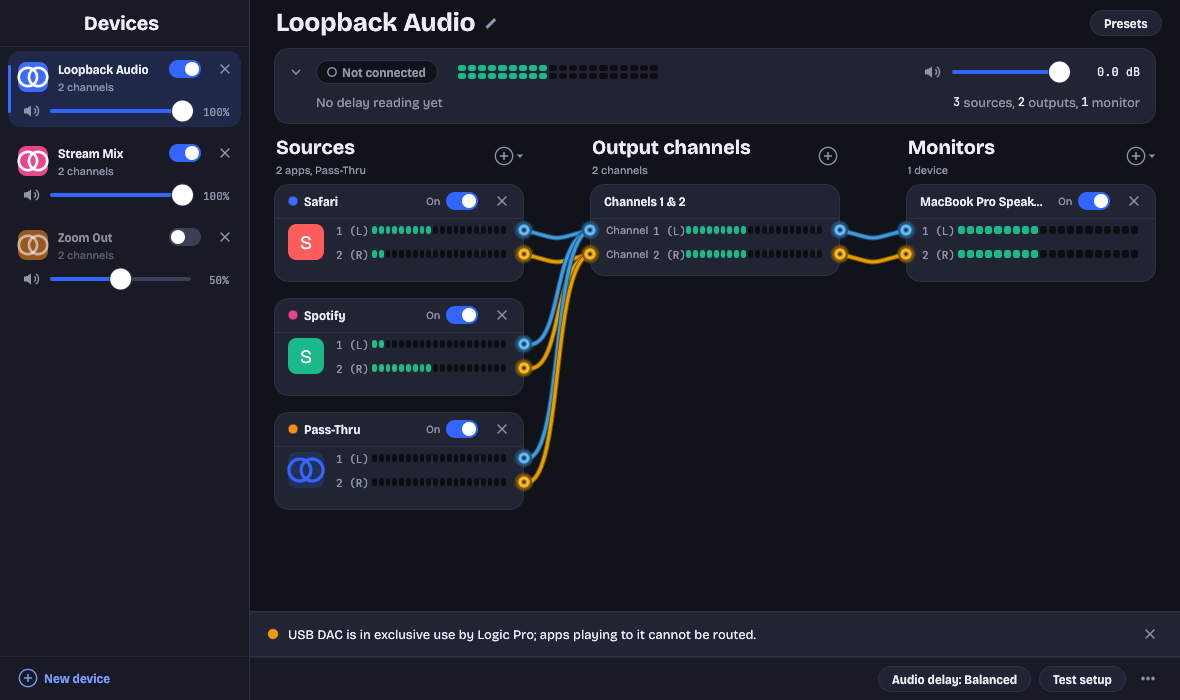 Devices
Loopback Audio
2 channels
100%
Stream Mix
2 channels
100%
Zoom Out
2 channels
50%
New device
Loopback Audio
Presets
Not connected
0.0 dB
No delay reading yet
3 sources, 2 outputs, 1 monitor
Sources
2 apps, Pass-Thru
Safari
On
S
1 (L)
2 (R)
Spotify
On
S
1 (L)
2 (R)
Pass-Thru
On
1 (L)
2 (R)
Output channels
2 channels
Channels 1 & 2
Channel 1 (L)
Channel 2 (R)
Monitors
1 device
MacBook Pro Speak...
On
1 (L)
2 (R)
USB DAC is in exclusive use by Logic Pro; apps playing to it cannot be routed.
Audio delay: Balanced
Test setup